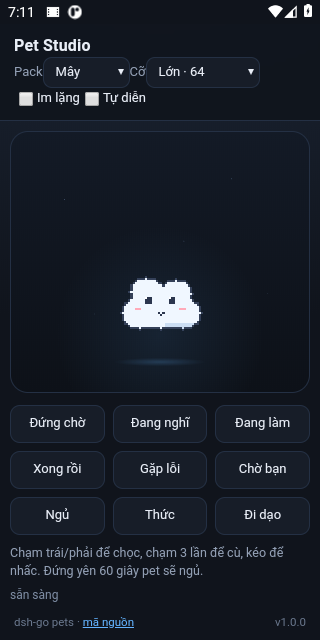 7:11
Pet Studio
Pack Mây Cỡ Lớn · 64
Im lặng Tự diễn
Đứng chờ Đang nghĩ Đang làm
Xong rồi Gặp lỗi Chờ bạn
Ngủ Thức Đi dạo
Chạm trái/phải để chọc, chạm 3 lần để cù, kéo để
nhấc. Đứng yên 60 giây pet sẽ ngủ.
sẵn sàng
dsh-go pets · mã nguồn v1.0.0